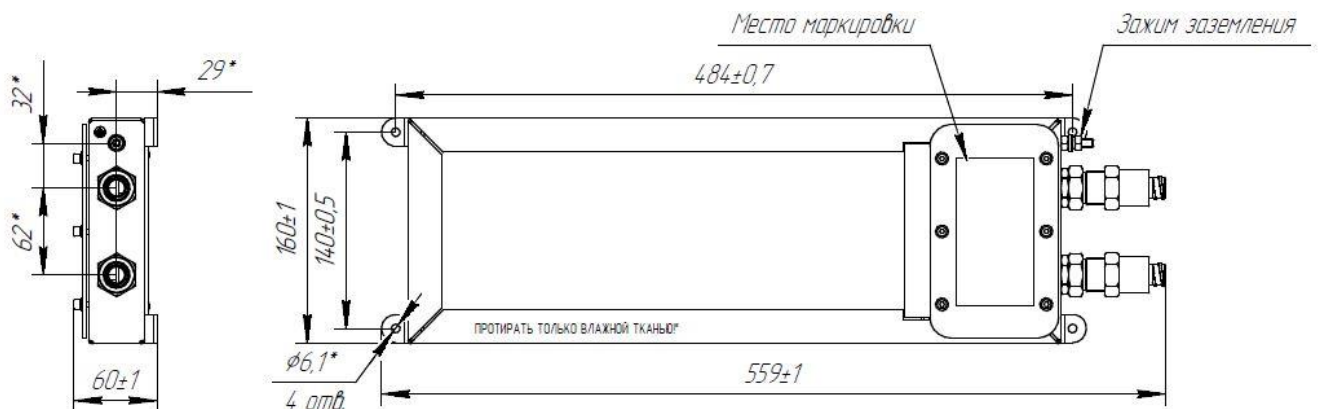 Место маркировки
Зажим заземления
29*
484±0,7
32*
62*
160±1
140±0,5
ПРОТИРАТЬ ТОЛЬКО ВЛАЖНОЙ ТКАНЬЮ!"
⌀6,1*
4 отв.
60±1
559±1